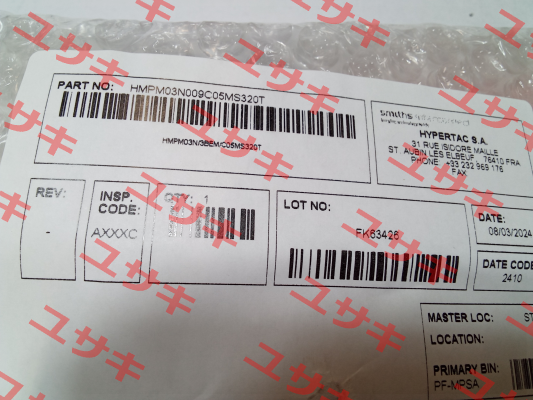 PART NO: HMPM03N009C05MS320T
HMPM03N/3BEM/C05MS320T
smiths interconnect
HYPERTAC S.A.
31 RUE ISIDORE MAILLE
ST. AUBIN LES ELBEUF, 76410 FRA
PHONE +33 232 969 176
FAX
REV:
-
INSP.
CODE:
AXXXC
QTY: 1
LOT NO:
FK63426
DATE:
08/03/2024
DATE CODE
2410
MASTER LOC: ST
LOCATION:
PRIMARY BIN:
PF-MPSA
ユサキ
ユサキ
ユサキ
ユサキ
ユサキ
ユサキ
ユサキ
ユサキ
ユサキ
ユサキ
ユサキ